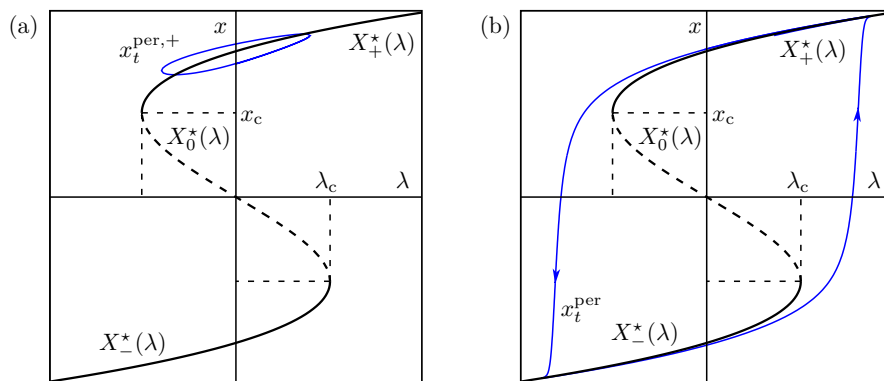 (a)
x
x_t^{per,+}
X_+^⋆(λ)
x_c
X_0^⋆(λ)
λ_c
λ
X_-^⋆(λ)
(b)
x
X_+^⋆(λ)
x_c
X_0^⋆(λ)
λ_c
λ
x_t^{per}
X_-^⋆(λ)